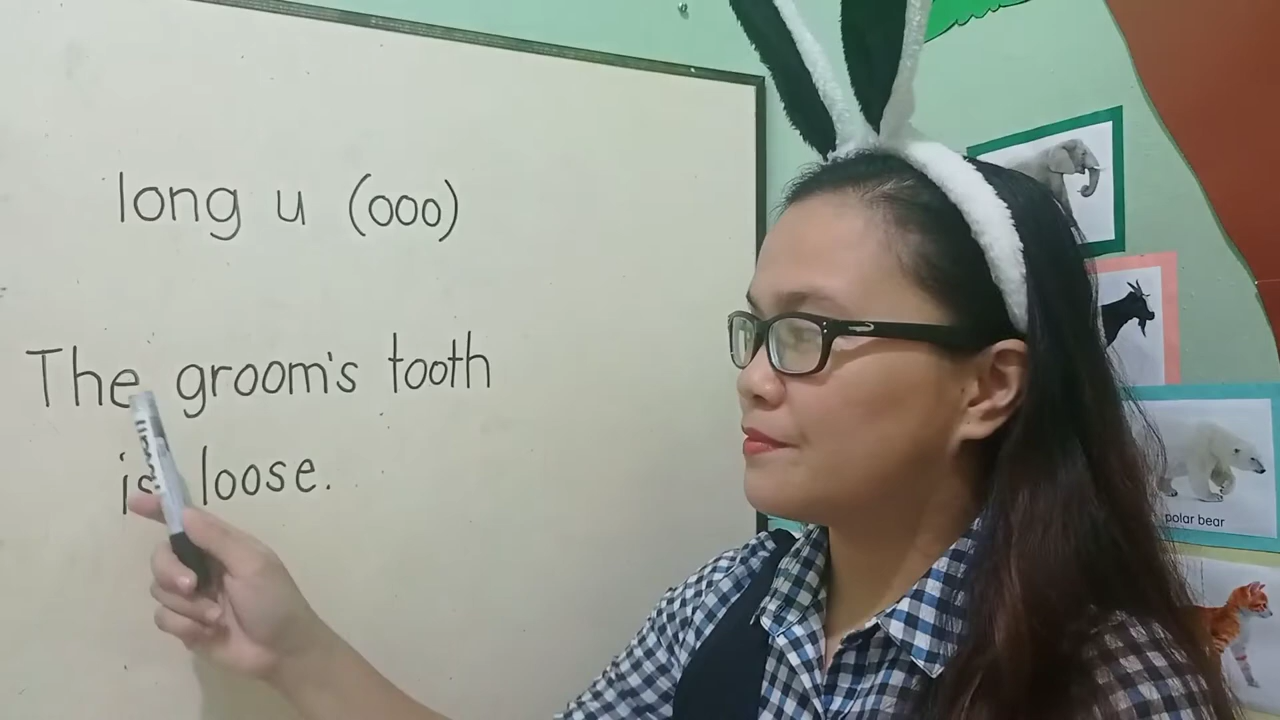 long u (ooo)
The groom's tooth
is loose.
polar bear